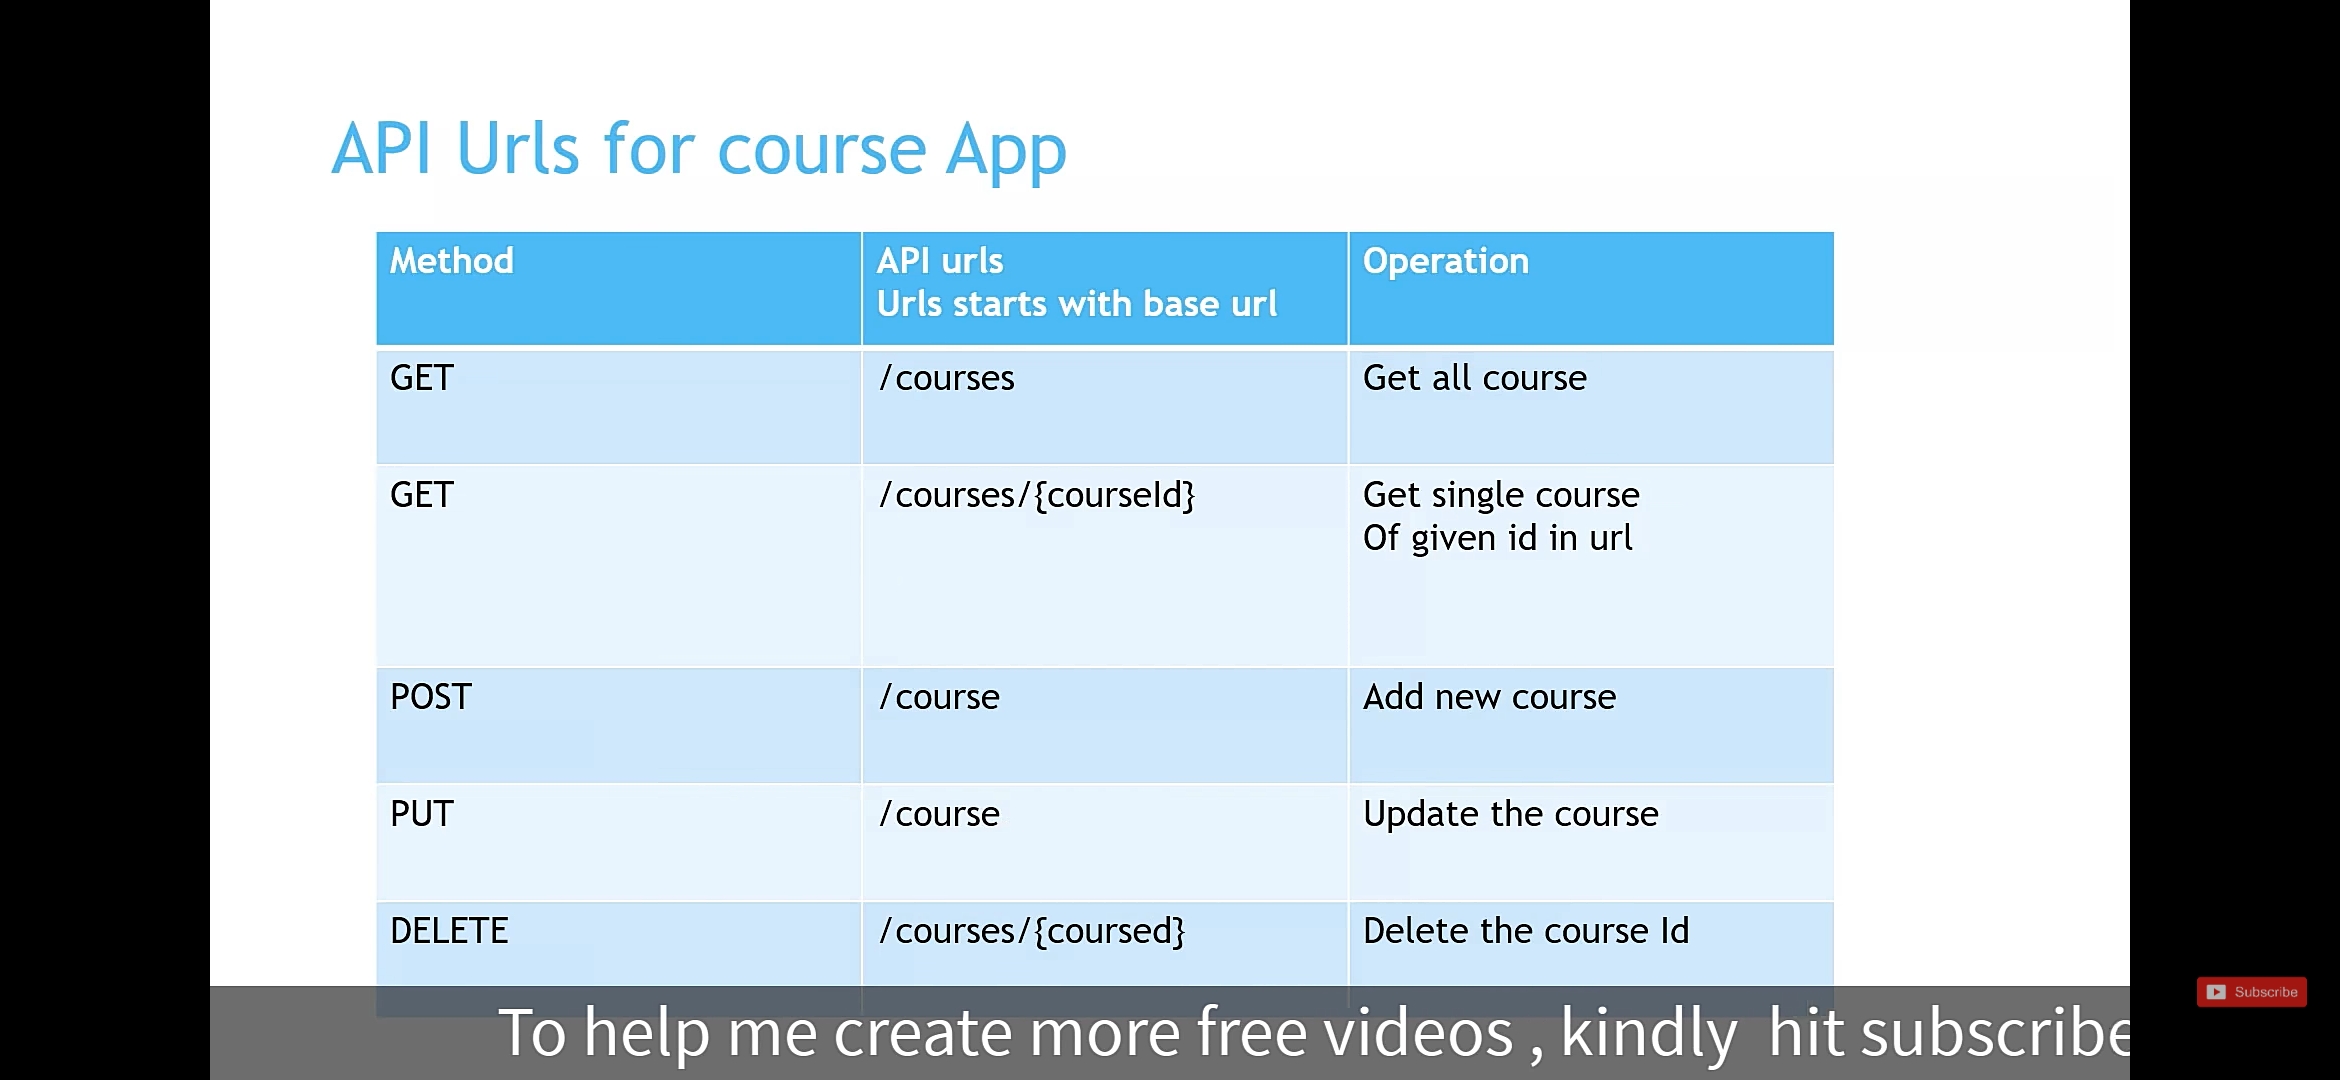 API Urls for course App
Method
API urls
Urls starts with base url
Operation
GET
/courses
Get all course
GET
/courses/{courseId}
Get single course
Of given id in url
POST
/course
Add new course
PUT
/course
Update the course
DELETE
/courses/{coursed}
Delete the course Id
Subscribe
To help me create more free videos , kindly hit subscribe